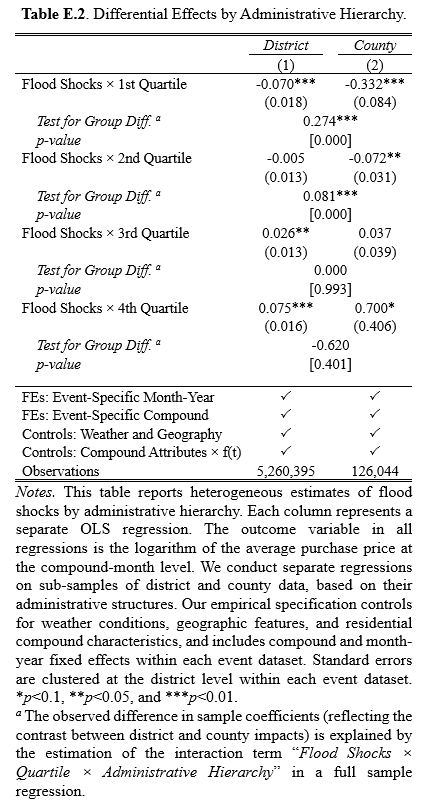 Table E.2. Differential Effects by Administrative Hierarchy.
District County
(1) (2)
Flood Shocks × 1st Quartile -0.070*** -0.332***
(0.018) (0.084)
Test for Group Diff. a 0.274***
p-value [0.000]
Flood Shocks × 2nd Quartile -0.005 -0.072**
(0.013) (0.031)
Test for Group Diff. a 0.081***
p-value [0.000]
Flood Shocks × 3rd Quartile 0.026** 0.037
(0.013) (0.039)
Test for Group Diff. a 0.000
p-value [0.993]
Flood Shocks × 4th Quartile 0.075*** 0.700*
(0.016) (0.406)
Test for Group Diff. a -0.620
p-value [0.401]
FEs: Event-Specific Month-Year ✓ ✓
FEs: Event-Specific Compound ✓ ✓
Controls: Weather and Geography ✓ ✓
Controls: Compound Attributes × f(t) ✓ ✓
Observations 5,260,395 126,044
Notes. This table reports heterogeneous estimates of flood
shocks by administrative hierarchy. Each column represents a
separate OLS regression. The outcome variable in all
regressions is the logarithm of the average purchase price at
the compound-month level. We conduct separate regressions
on sub-samples of district and county data, based on their
administrative structures. Our empirical specification controls
for weather conditions, geographic features, and residential
compound characteristics, and includes compound and month-
year fixed effects within each event dataset. Standard errors
are clustered at the district level within each event dataset.
*p<0.1, **p<0.05, and ***p<0.01.
a The observed difference in sample coefficients (reflecting the
contrast between district and county impacts) is explained by
the estimation of the interaction term “Flood Shocks ×
Quartile × Administrative Hierarchy” in a full sample
regression.